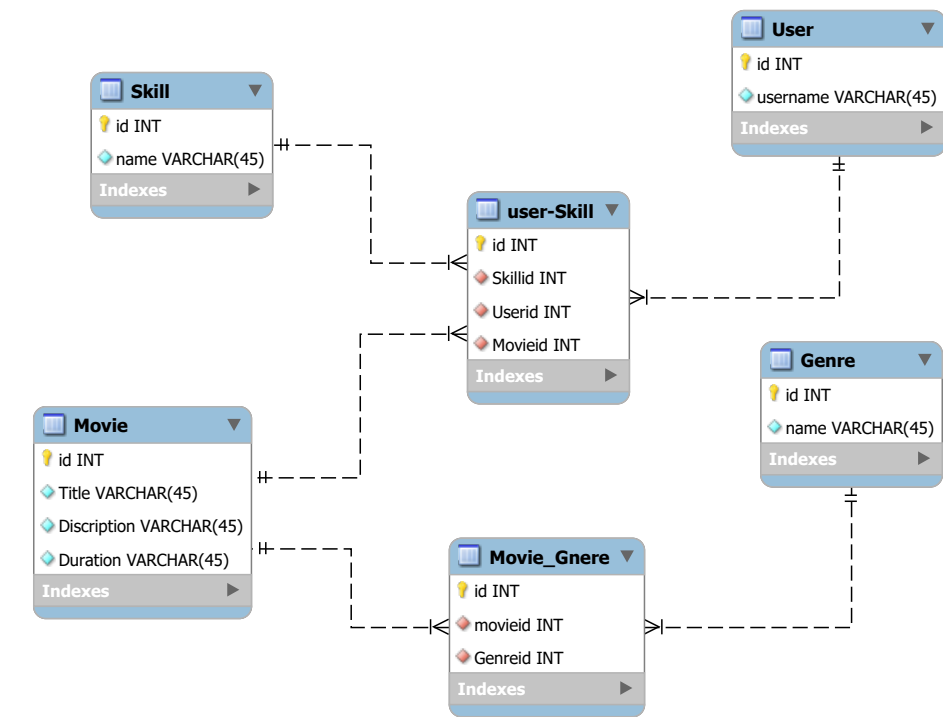 User
id INT
username VARCHAR(45)
Indexes
Skill
id INT
name VARCHAR(45)
Indexes
user-Skill
id INT
Skillid INT
Userid INT
Movieid INT
Indexes
Genre
id INT
name VARCHAR(45)
Indexes
Movie
id INT
Title VARCHAR(45)
Discription VARCHAR(45)
Duration VARCHAR(45)
Indexes
Movie_Gnere
id INT
movieid INT
Genreid INT
Indexes